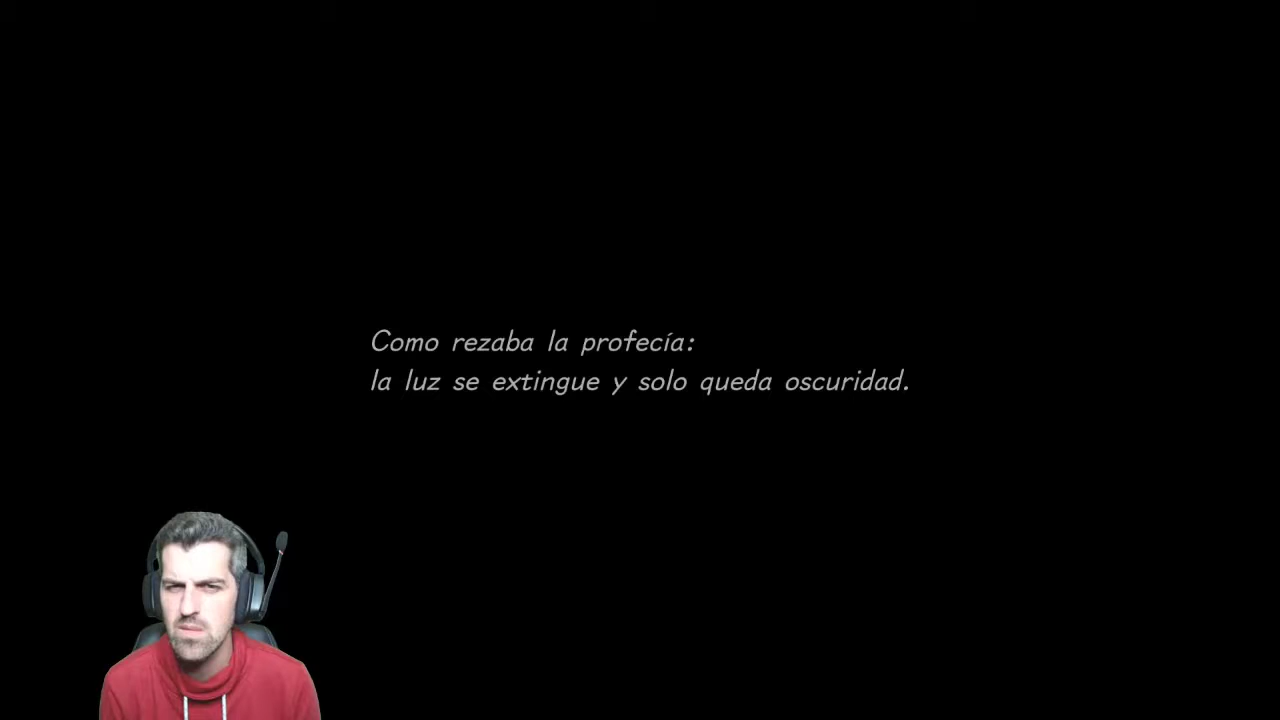 Como rezaba la profecía:
la luz se extingue y solo queda oscuridad.